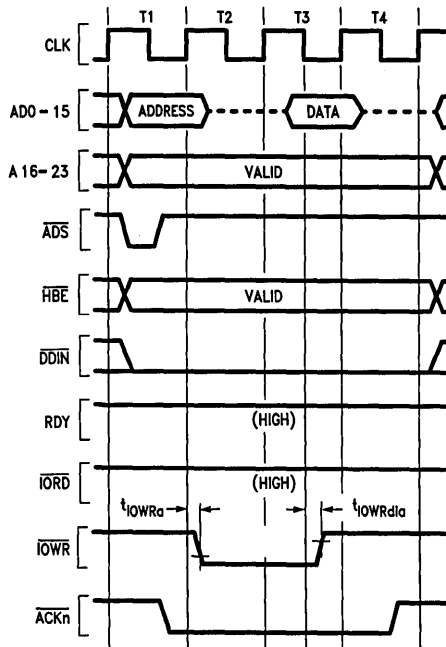 T1 T2 T3 T4
CLK
AD0-15 ADDRESS DATA
A16-23 VALID
ADS
HBE VALID
DDIN
RDY (HIGH)
IORD (HIGH)
tIOWRa tIOWRdia
IOWR
ACKn